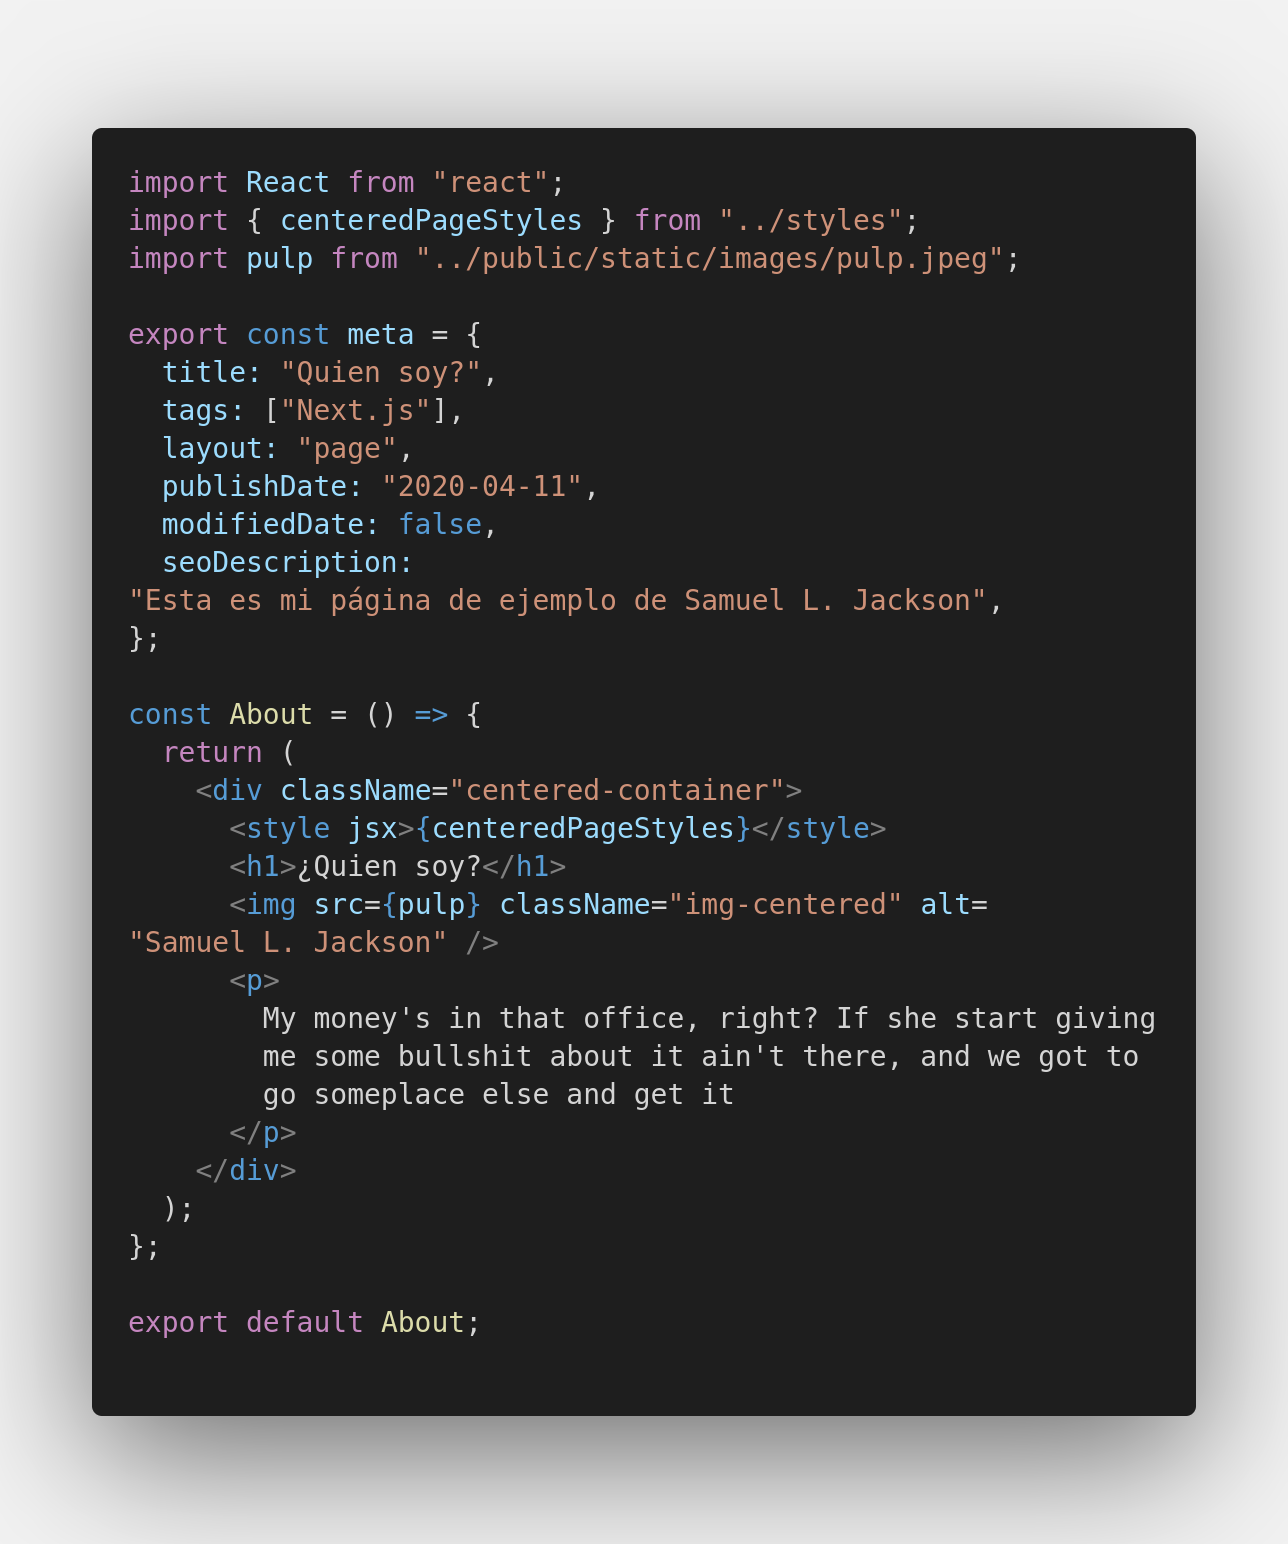 import React from "react";
import { centeredPageStyles } from "../styles";
import pulp from "../public/static/images/pulp.jpeg";

export const meta = {
  title: "Quien soy?",
  tags: ["Next.js"],
  layout: "page",
  publishDate: "2020-04-11",
  modifiedDate: false,
  seoDescription:
"Esta es mi página de ejemplo de Samuel L. Jackson",
};

const About = () => {
  return (
    <div className="centered-container">
      <style jsx>{centeredPageStyles}</style>
      <h1>¿Quien soy?</h1>
      <img src={pulp} className="img-centered" alt=
"Samuel L. Jackson" />
      <p>
        My money's in that office, right? If she start giving
        me some bullshit about it ain't there, and we got to
        go someplace else and get it
      </p>
    </div>
  );
};

export default About;